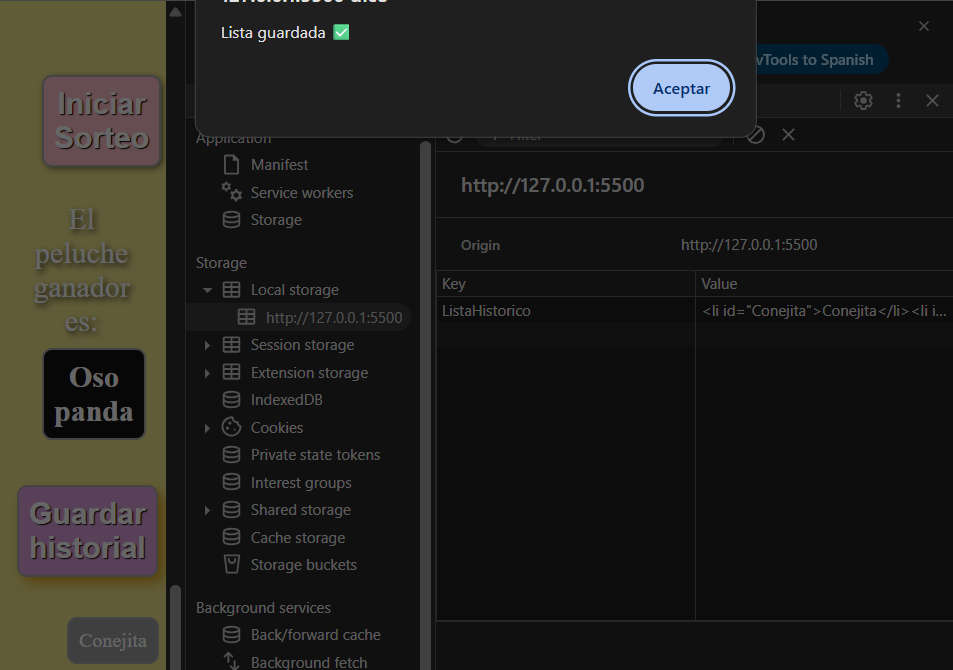 Lista guardada ✅
Aceptar
vTools to Spanish
Iniciar
Sorteo
El
peluche
ganador
es:
Oso
panda
Guardar
historial
Conejita
Application
Manifest
Service workers
Storage
Storage
Local storage
http://127.0.0.1:5500
Session storage
Extension storage
IndexedDB
Cookies
Private state tokens
Interest groups
Shared storage
Cache storage
Storage buckets
Background services
Back/forward cache
Background fetch
http://127.0.0.1:5500
Origin http://127.0.0.1:5500
Key Value
ListaHistorico <li id="Conejita">Conejita</li><li i...